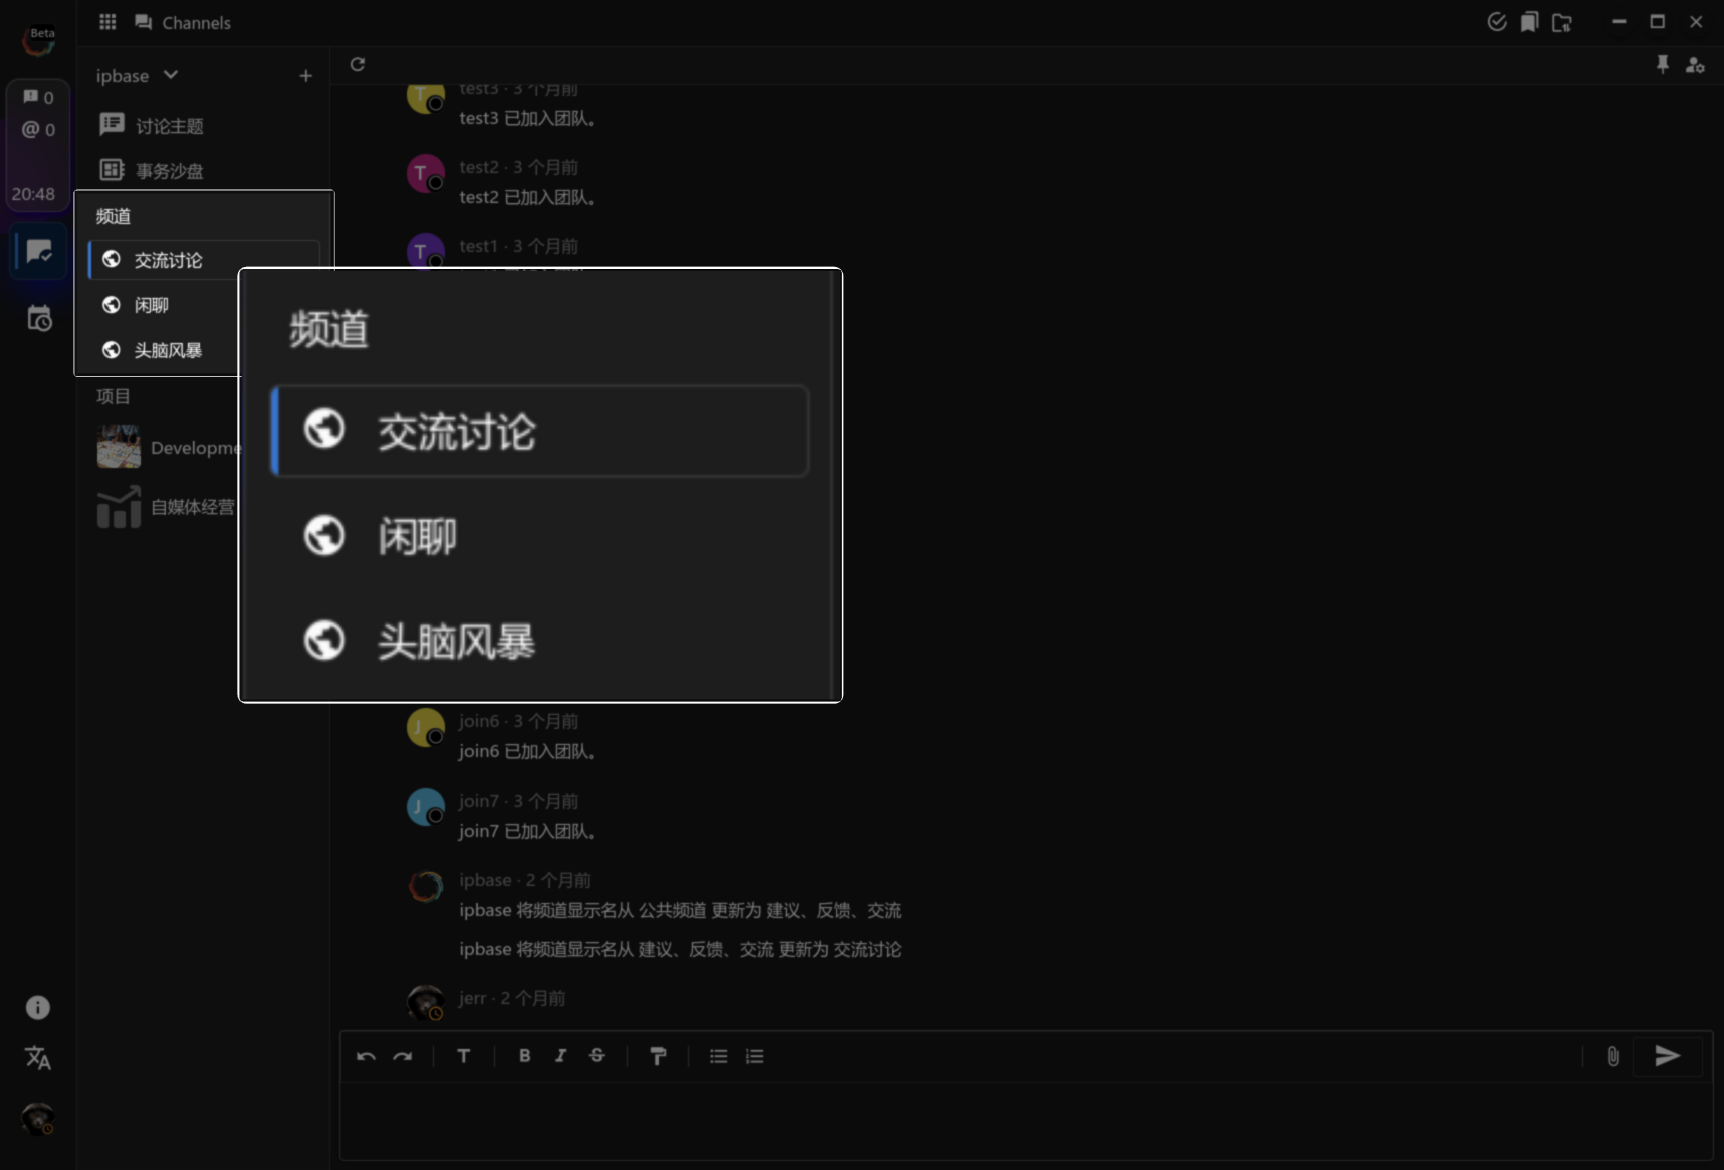 Beta
Channels
0
@ 0
20:48
ipbase
讨论主题
事务沙盘
频道
交流讨论
闲聊
头脑风暴
项目
Developme
自媒体经营
test3 · 3 个月前
test3 已加入团队。
test2 · 3 个月前
test2 已加入团队。
test1 · 3 个月前
频道
交流讨论
闲聊
头脑风暴
join6 · 3 个月前
join6 已加入团队。
join7 · 3 个月前
join7 已加入团队。
ipbase · 2 个月前
ipbase 将频道显示名从 公共频道 更新为 建议、反馈、交流
ipbase 将频道显示名从 建议、反馈、交流 更新为 交流讨论
jerr · 2 个月前